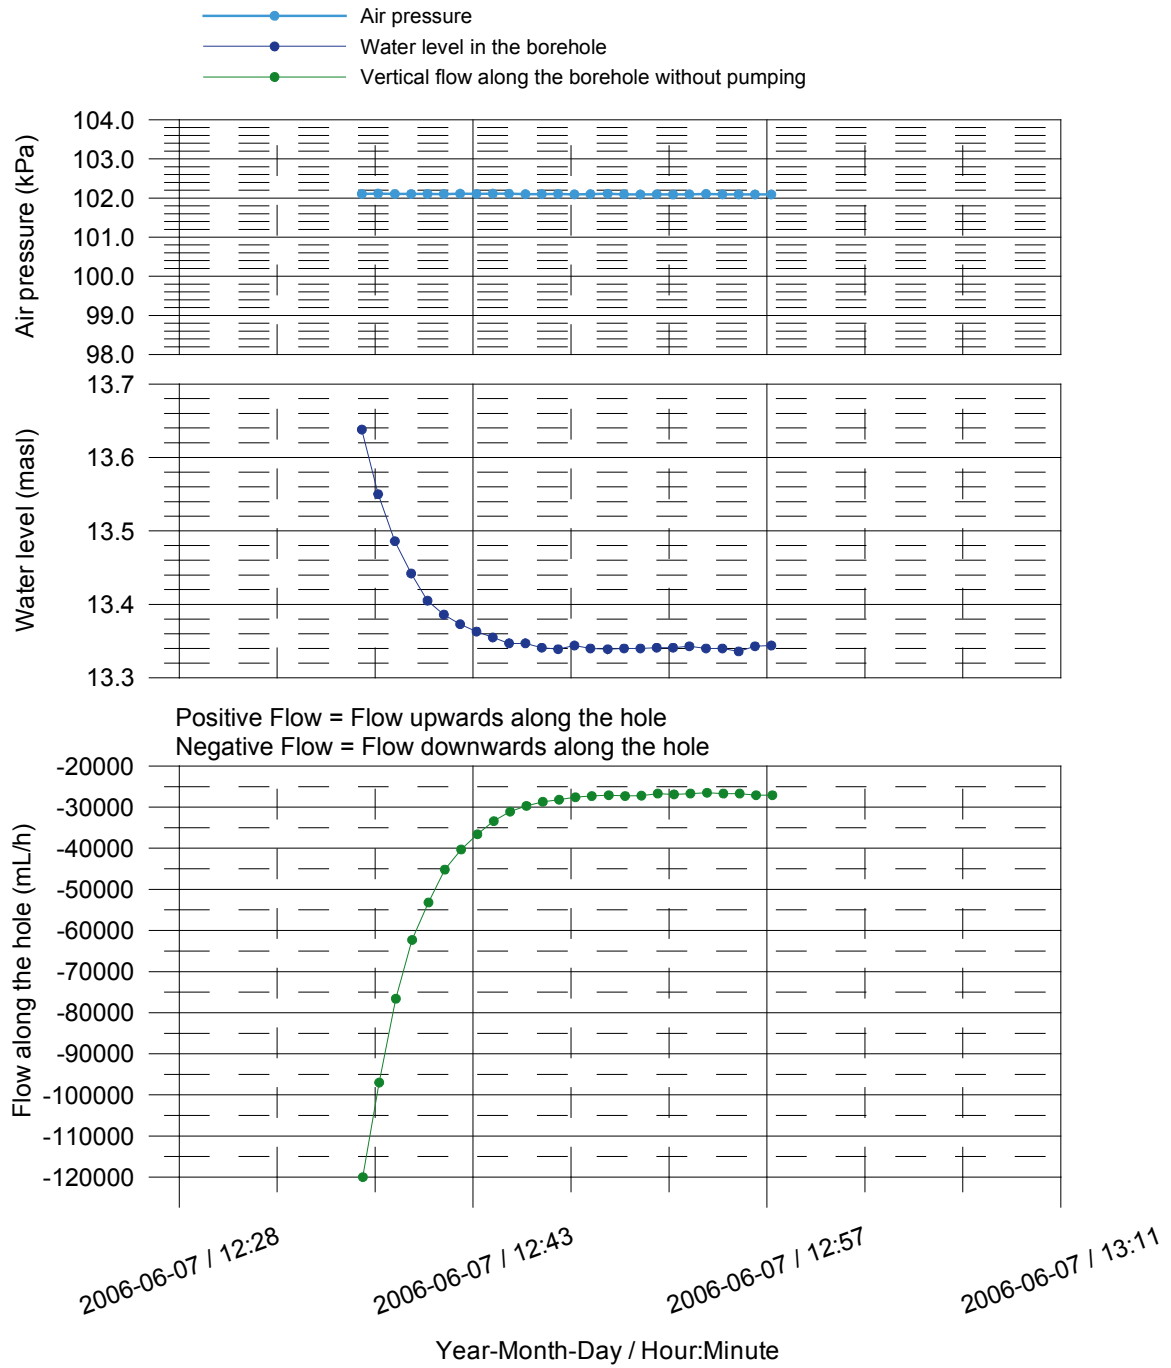 Air pressure
Water level in the borehole
Vertical flow along the borehole without pumping
Air pressure (kPa)
104.0
103.0
102.0
101.0
100.0
99.0
98.0
Water level (masl)
13.7
13.6
13.5
13.4
13.3
Positive Flow = Flow upwards along the hole
Negative Flow = Flow downwards along the hole
Flow along the hole (mL/h)
-20000
-30000
-40000
-50000
-60000
-70000
-80000
-90000
-100000
-110000
-120000
2006-06-07 / 12:28
2006-06-07 / 12:43
2006-06-07 / 12:57
2006-06-07 / 13:11
Year-Month-Day / Hour:Minute